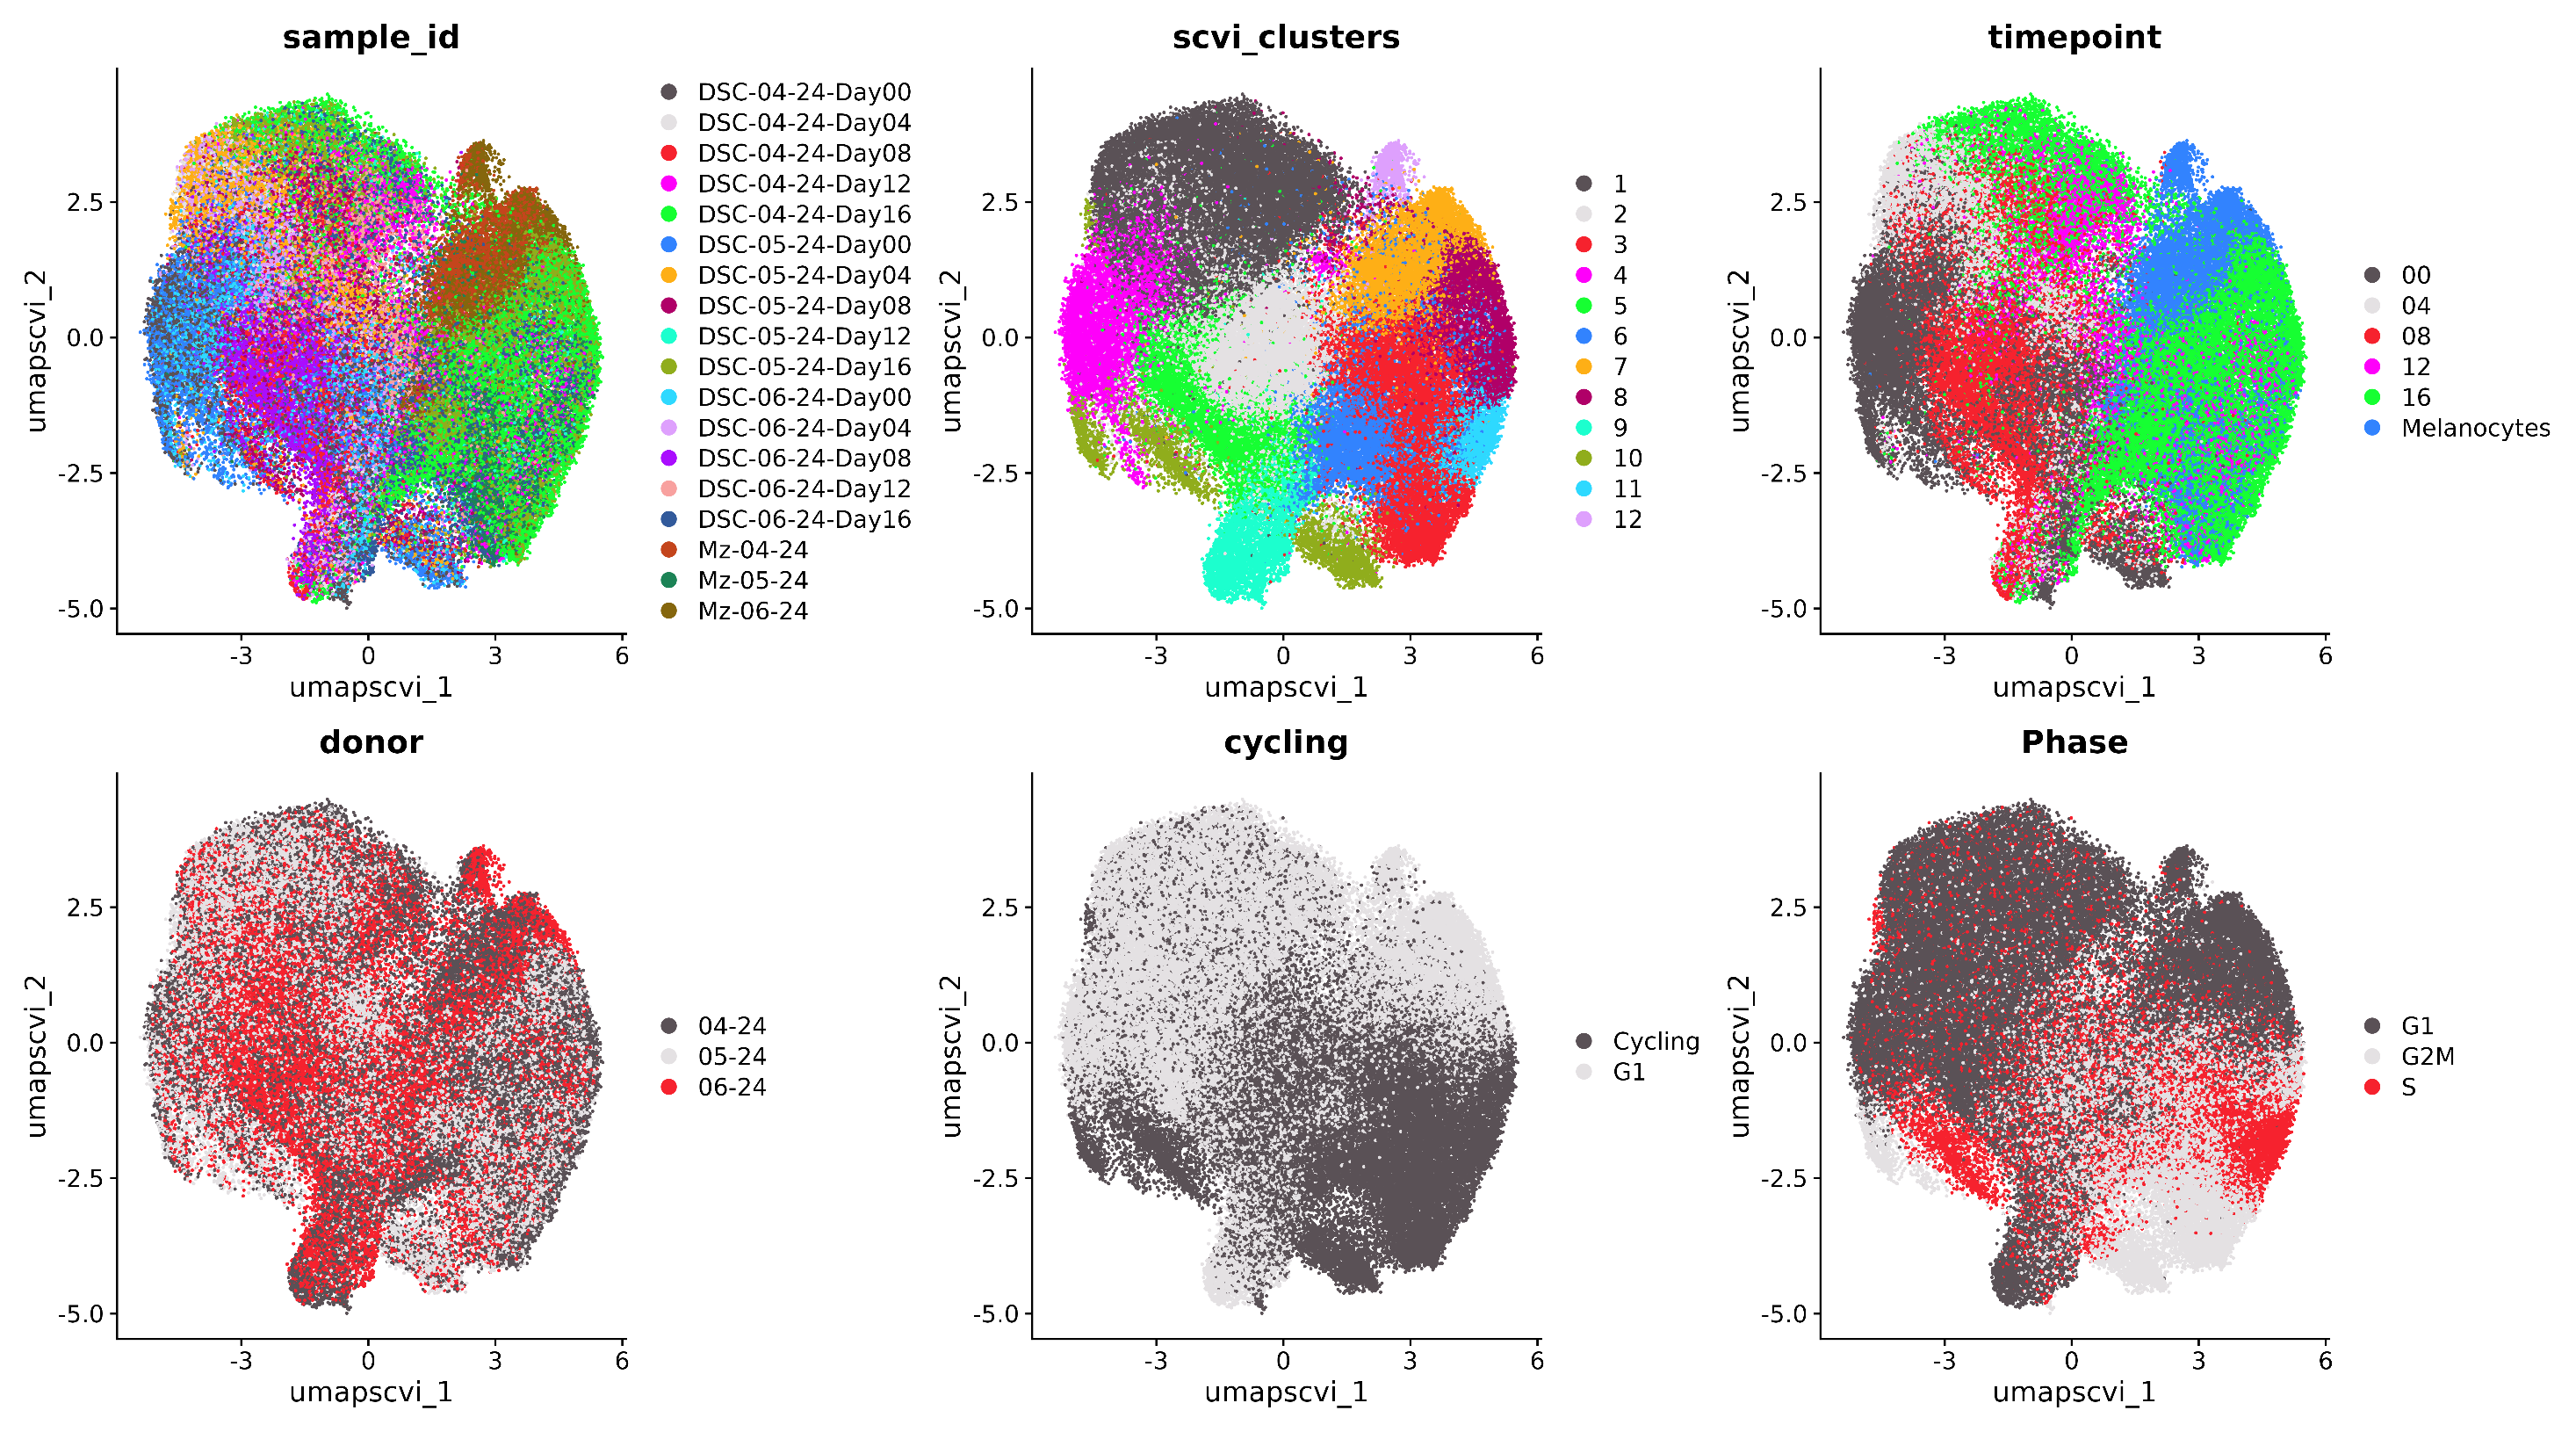 sample_id
umapscvi_2
2.5
0.0
-2.5
-5.0
-3
0
3
6
umapscvi_1
DSC-04-24-Day00
DSC-04-24-Day04
DSC-04-24-Day08
DSC-04-24-Day12
DSC-04-24-Day16
DSC-05-24-Day00
DSC-05-24-Day04
DSC-05-24-Day08
DSC-05-24-Day12
DSC-05-24-Day16
DSC-06-24-Day00
DSC-06-24-Day04
DSC-06-24-Day08
DSC-06-24-Day12
DSC-06-24-Day16
Mz-04-24
Mz-05-24
Mz-06-24
scvi_clusters
umapscvi_2
2.5
0.0
-2.5
-5.0
-3
0
3
6
umapscvi_1
1
2
3
4
5
6
7
8
9
10
11
12
timepoint
umapscvi_2
2.5
0.0
-2.5
-5.0
-3
0
3
6
umapscvi_1
00
04
08
12
16
Melanocytes
donor
umapscvi_2
2.5
0.0
-2.5
-5.0
-3
0
3
6
umapscvi_1
04-24
05-24
06-24
cycling
umapscvi_2
2.5
0.0
-2.5
-5.0
-3
0
3
6
umapscvi_1
Cycling
G1
Phase
umapscvi_2
2.5
0.0
-2.5
-5.0
-3
0
3
6
umapscvi_1
G1
G2M
S